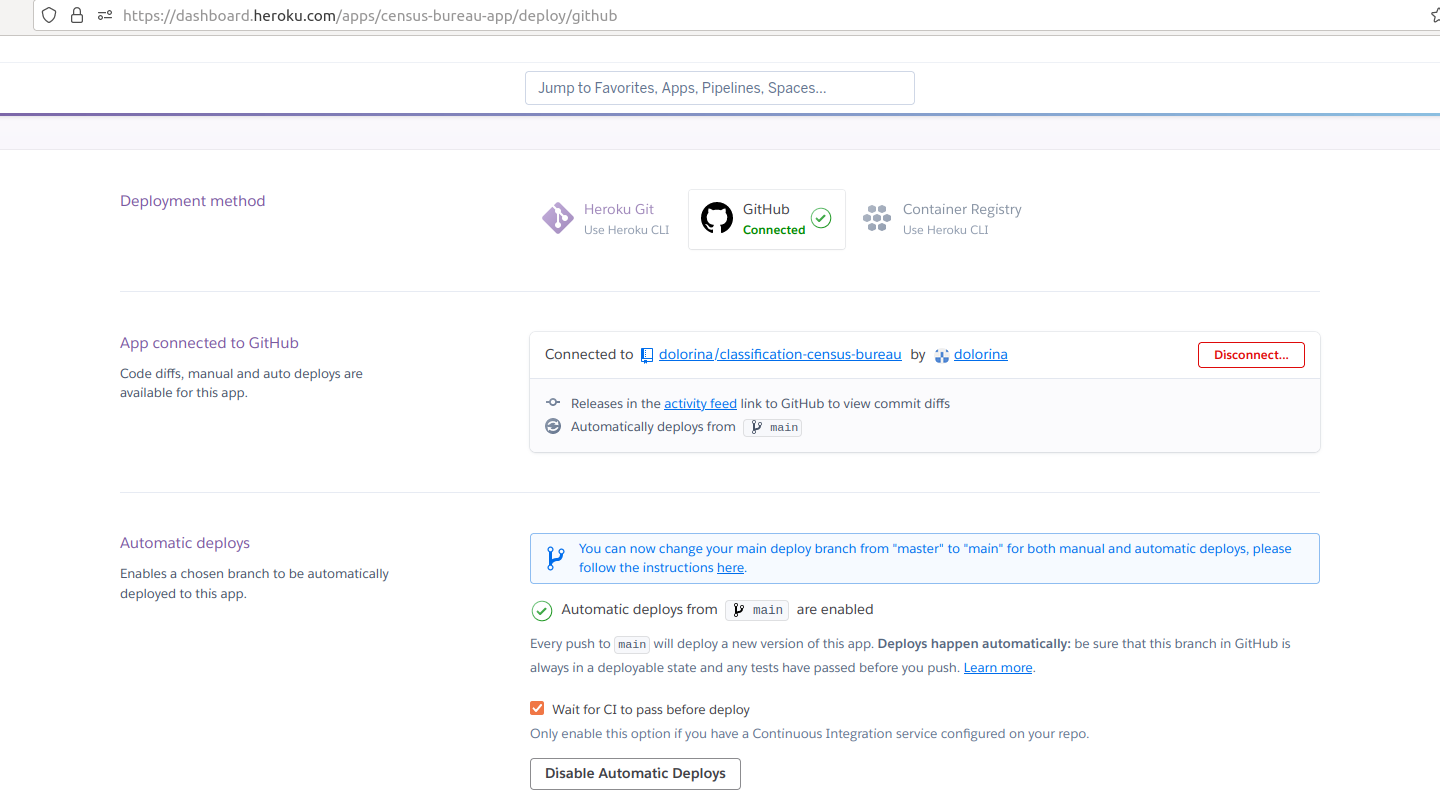 https://dashboard.heroku.com/apps/census-bureau-app/deploy/github
Jump to Favorites, Apps, Pipelines, Spaces...
Deployment method
Heroku Git
Use Heroku CLI
GitHub
Connected
Container Registry
Use Heroku CLI
App connected to GitHub
Code diffs, manual and auto deploys are
available for this app.
Connected to dolorina/classification-census-bureau by dolorina
Disconnect...
Releases in the activity feed link to GitHub to view commit diffs
Automatically deploys from main
Automatic deploys
Enables a chosen branch to be automatically
deployed to this app.
You can now change your main deploy branch from "master" to "main" for both manual and automatic deploys, please
follow the instructions here.
Automatic deploys from main are enabled
Every push to main will deploy a new version of this app. Deploys happen automatically: be sure that this branch in GitHub is
always in a deployable state and any tests have passed before you push. Learn more.
Wait for CI to pass before deploy
Only enable this option if you have a Continuous Integration service configured on your repo.
Disable Automatic Deploys